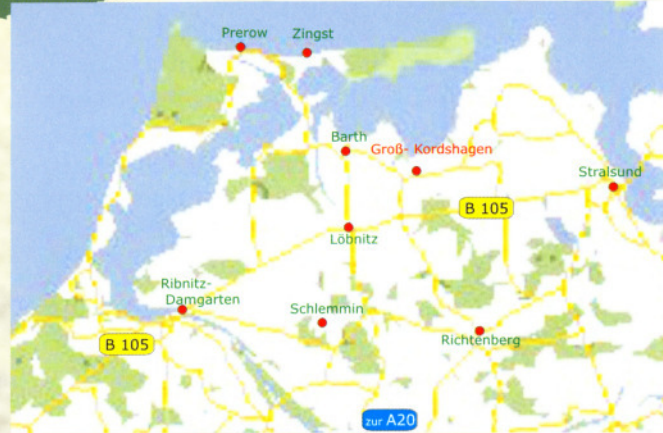 Prerow
Zingst
Barth
Groß- Kordshagen
Stralsund
B 105
Löbnitz
Ribnitz-
Damgarten
Schlemmin
Richtenberg
B 105
zur A20